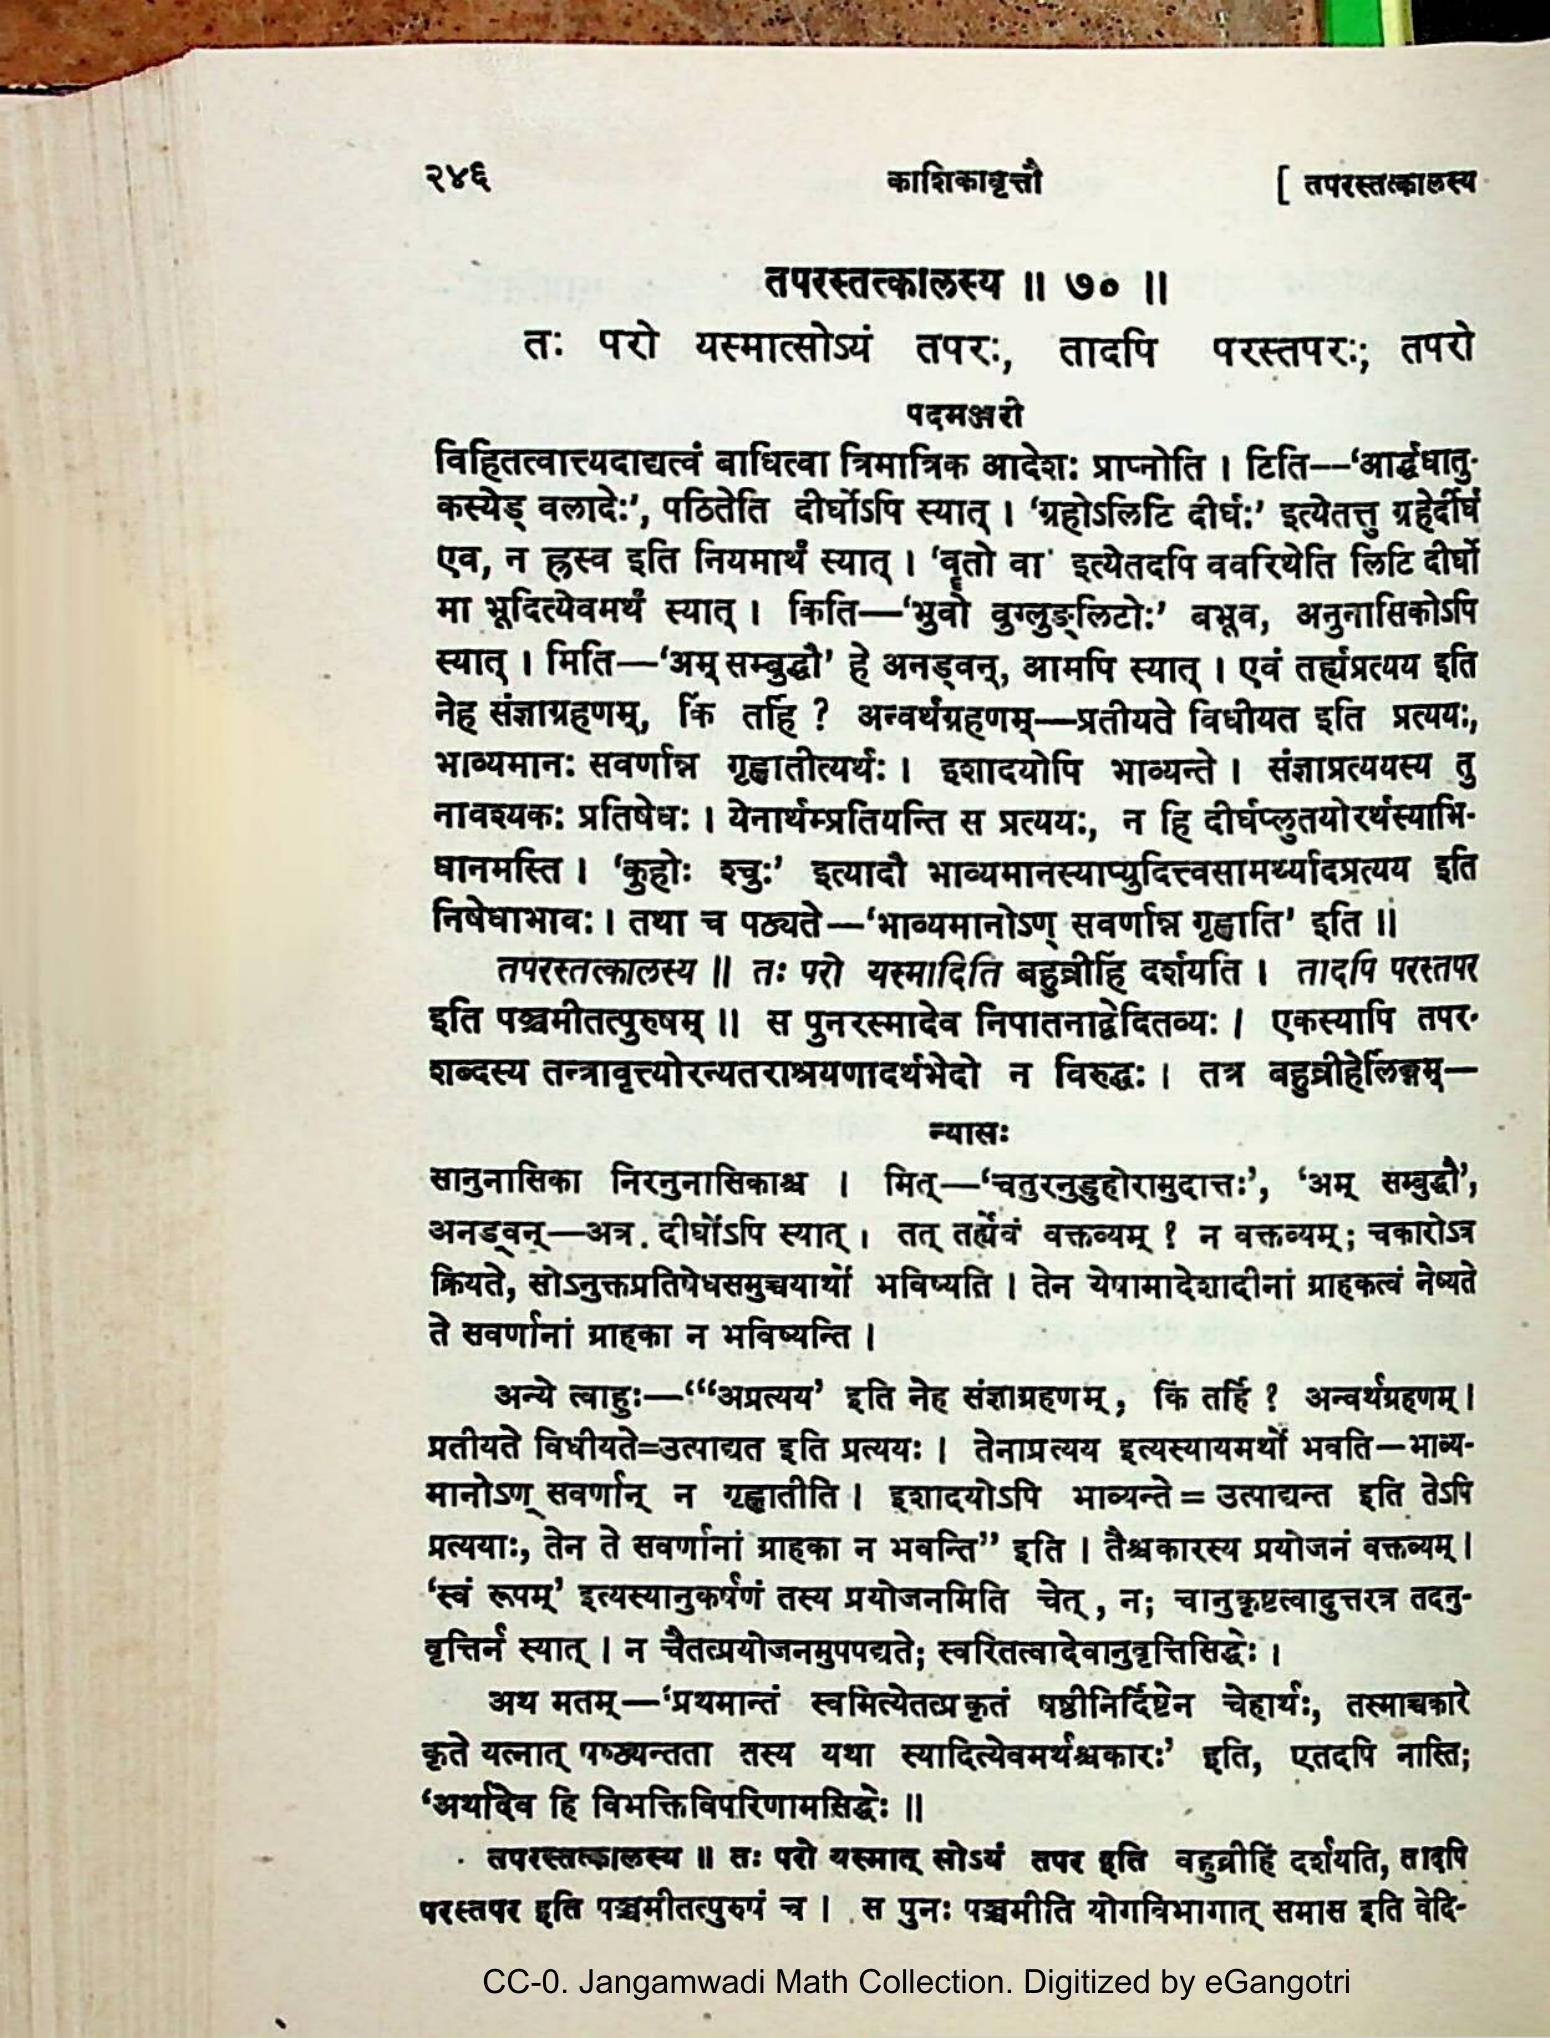 २४६ काशिकावृत्तौ [ तपरस्तत्कालस्य
तपरस्तत्कालस्य ॥ ७० ॥
तः परो यस्मात्सोऽयं तपरः, तादपि परस्तपरः; तपरो
पदमञ्जरी
विहितत्वात्त्यदाद्यत्वं बाधित्वा त्रिमात्रिक आदेशः प्राप्नोति । टिति--‘आर्द्धधातु-
कस्येड् वलादेः’, पठितेति दीर्घोऽपि स्यात् । ‘ग्रहोऽलिटि दीर्घः’ इत्येतत्तु ग्रहेर्दीर्घ
एव, न ह्रस्व इति नियमार्थं स्यात् । ‘वॄतो वा’ इत्येतदपि ववरिथेति लिटि दीर्घो
मा भूदित्येवमर्थं स्यात् । किति—‘भुवो वुग्लुङ्लिटोः’ बभूव, अनुनासिकोऽपि
स्यात् । मिति—‘अम् सम्बुद्धौ’ हे अनड्वन्, आमपि स्यात् । एवं तर्ह्यप्रत्यय इति
नेह संज्ञाग्रहणम्, किं तर्हि ? अन्वर्थग्रहणम्—प्रतीयते विधीयत इति प्रत्ययः,
भाव्यमानः सवर्णान्न गृह्णातीत्यर्थः । इशादयोपि भाव्यन्ते । संज्ञाप्रत्ययस्य तु
नावश्यकः प्रतिषेधः । येनार्थम्प्रतियन्ति स प्रत्ययः, न हि दीर्घप्लुतयोरर्थस्याभि-
धानमस्ति । ‘कुहोः श्चुः’ इत्यादौ भाव्यमानस्याप्युदित्त्वसामर्थ्यादप्रत्यय इति
निषेधाभावः । तथा च पठ्यते—‘भाव्यमानोऽण् सवर्णान्न गृह्णाति’ इति ॥
तपरस्तत्कालस्य ॥ तः परो यस्मादिति बहुव्रीहिं दर्शयति । तादपि परस्तपर
इति पञ्चमीतत्पुरुषम् ॥ स पुनरस्मादेव निपातनाद्वेदितव्यः । एकस्यापि तपर-
शब्दस्य तन्त्रावृत्त्योरन्यतराश्रयणादर्थभेदो न विरुद्धः । तत्र बहुव्रीहेर्लिङ्गम्—
न्यासः
सानुनासिका निरनुनासिकाश्च । मित्—‘चतुरनुडुहोरामुदात्तः’, ‘अम् सम्बुद्धौ’,
अनड्वन्—अत्र दीर्घोऽपि स्यात् । तत् तर्ह्येवं वक्तव्यम् ? न वक्तव्यम्; चकारोऽत्र
क्रियते, सोऽनुक्तप्रतिषेधसमुच्चयार्थो भविष्यति । तेन येषामादेशादीनां ग्राहकत्वं नेष्यते
ते सवर्णानां ग्राहका न भविष्यन्ति ।
अन्ये त्वाहुः—“‘अप्रत्यय’ इति नेह संज्ञाग्रहणम्, किं तर्हि ? अन्वर्थग्रहणम् ।
प्रतीयते विधीयते=उत्पाद्यत इति प्रत्ययः । तेनाप्रत्यय इत्यस्यायमर्थो भवति—भाव्य-
मानोऽण् सवर्णान् न गृह्णातीति । इशादयोऽपि भाव्यन्ते = उत्पाद्यन्त इति तेऽपि
प्रत्ययाः, तेन ते सवर्णानां ग्राहका न भवन्ति” इति । तैश्चकारस्य प्रयोजनं वक्तव्यम् ।
‘स्वं रूपम्’ इत्यस्यानुकर्षणं तस्य प्रयोजनमिति चेत्, न; चानुकृष्टत्वादुत्तरत्र तदनु-
वृत्तिर्न स्यात् । न चैतत्प्रयोजनमुपपद्यते; स्वरितत्वादेवानुवृत्तिसिद्धेः ।
अथ मतम्—‘प्रथमान्तं स्वमित्येतत्प्रकृतं षष्ठीनिर्दिष्टेन चेहार्थः, तस्माच्चकारे
कृते यत्नात् षष्ठ्यन्तता तस्य यथा स्यादित्येवमर्थश्चकारः’ इति, एतदपि नास्ति;
‘अर्थादेव हि विभक्तिविपरिणामसिद्धेः ॥
तपरस्तत्कालस्य ॥ तः परो यस्मात् सोऽयं तपर इति बहुव्रीहिं दर्शयति, तादपि
परस्तपर इति पञ्चमीतत्पुरुषं च । स पुनः पञ्चमीति योगविभागात् समास इति वेदि-
CC-0. Jangamwadi Math Collection. Digitized by eGangotri